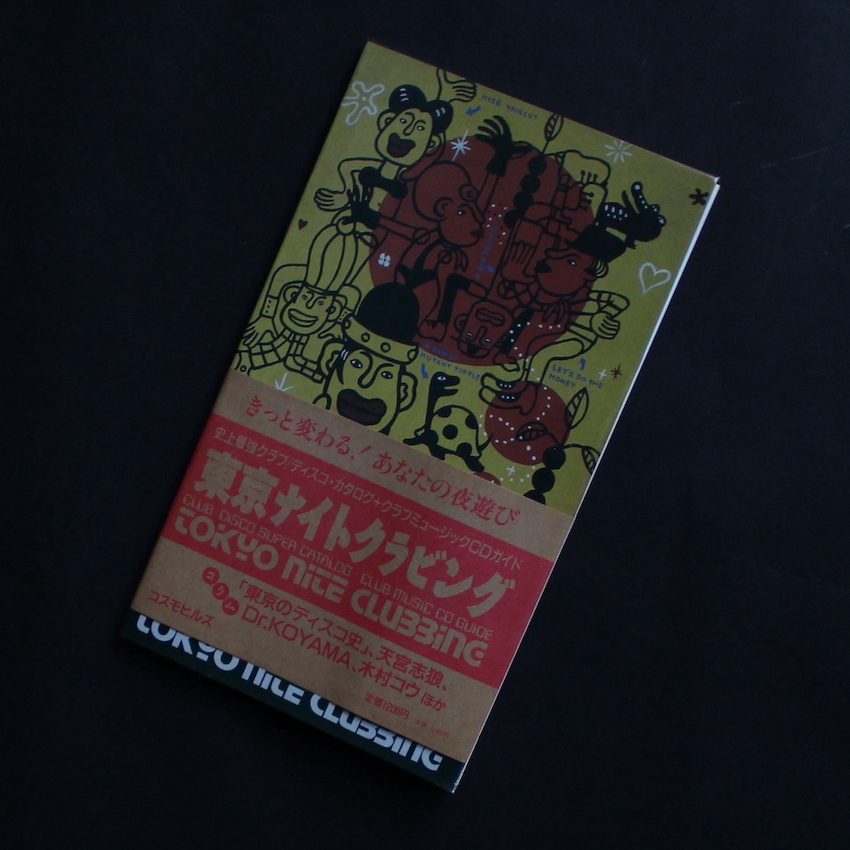 NICE HAIRCUT
MUTANT TURTLE
LET'S DO THE
MONEY
きっと変わる! あなたの夜遊び
史上最強クラブ/ディスコ・カタログ+クラブミュージックCDガイド
東京ナイトクラビング
CLUB DISCO SUPER CATALOG CLUB MUSIC CD GUIDE
TOKYO NITE CLUBBING
コラム
「東京のディスコ史」、天宮志狼、
Dr.KOYAMA、木村コウ ほか
コスモヒルズ
定価1200円
TOKYO NITE CLUBBING